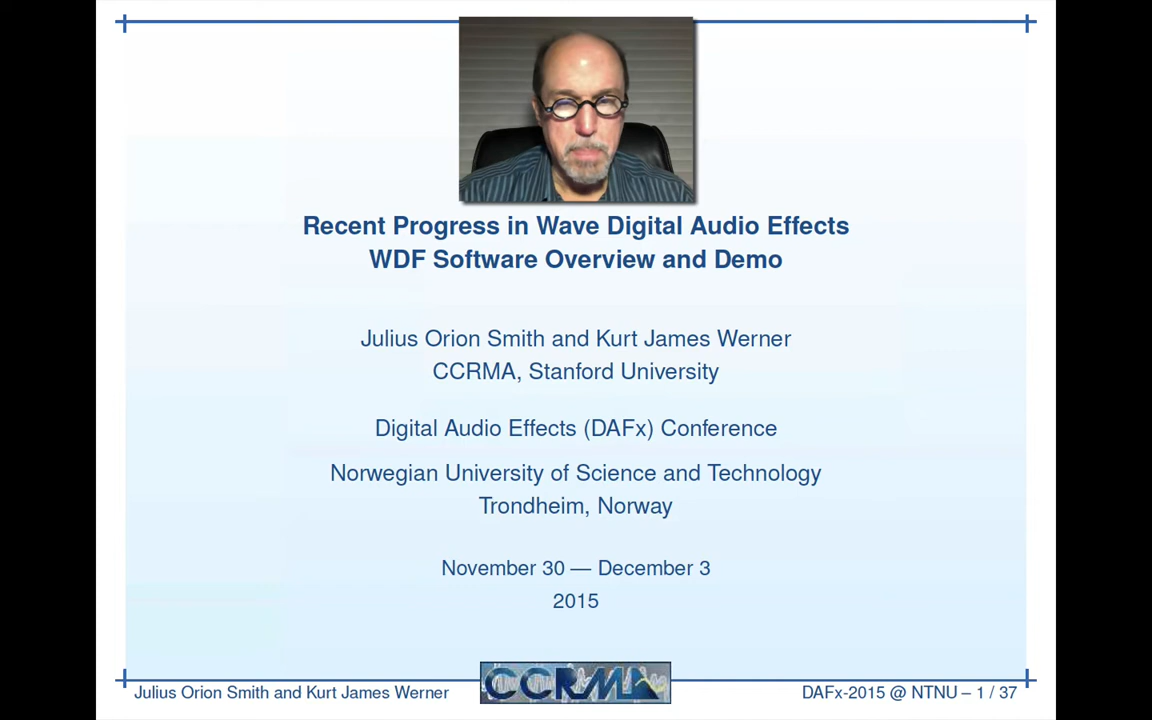 Recent Progress in Wave Digital Audio Effects
WDF Software Overview and Demo
Julius Orion Smith and Kurt James Werner
CCRMA, Stanford University
Digital Audio Effects (DAFx) Conference
Norwegian University of Science and Technology
Trondheim, Norway
November 30 — December 3
2015
Julius Orion Smith and Kurt James Werner
CCRMA
DAFx-2015 @ NTNU – 1 / 37